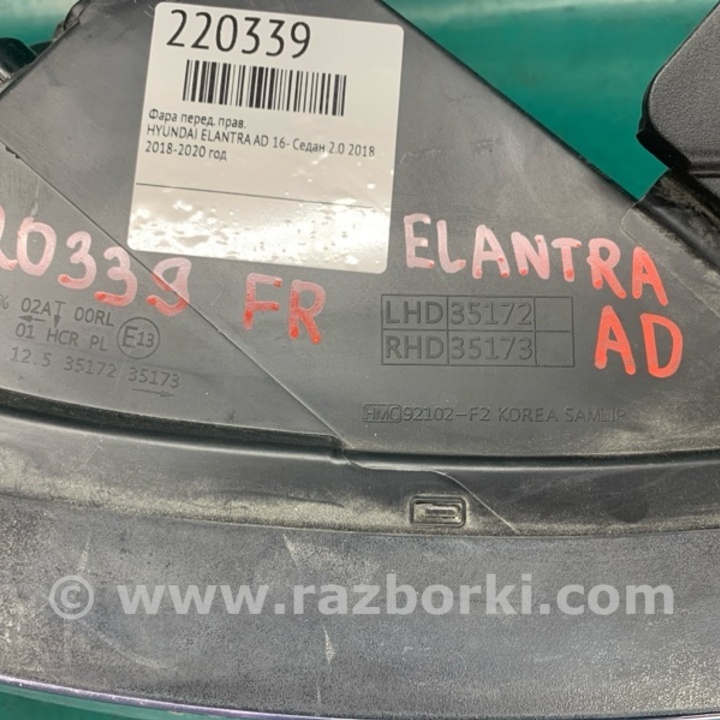 220339
Фара перед. прав.
HYUNDAI ELANTRA AD 16- Седан 2.0 2018
2018-2020 год
20339 FR
ELANTRA
AD
02AT 00RL
01 HCR PL E13
12.5 35172 35173
LHD 35172
RHD 35173
HMC 92102-F2 KOREA SAMLIP
© www.razborki.com